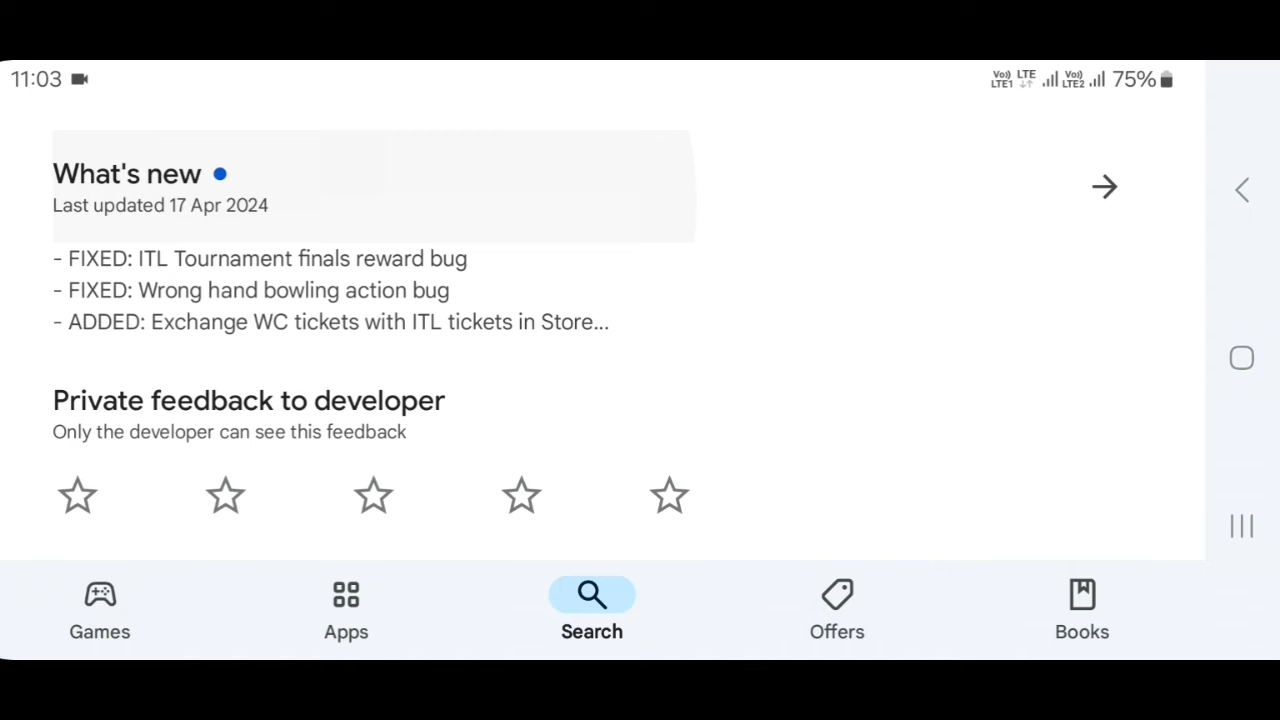 11:03
Vo)) LTE1 LTE Vo)) LTE2 75%
What's new
Last updated 17 Apr 2024
- FIXED: ITL Tournament finals reward bug
- FIXED: Wrong hand bowling action bug
- ADDED: Exchange WC tickets with ITL tickets in Store...
Private feedback to developer
Only the developer can see this feedback
Games Apps Search Offers Books